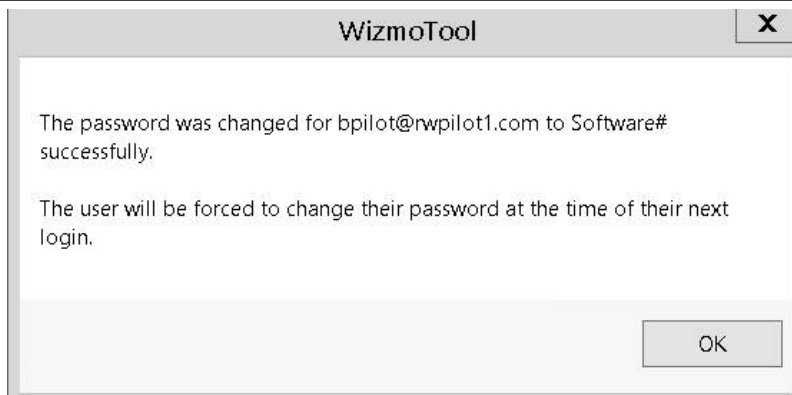 WizmoTool
X
The password was changed for bpilot@rwpilot1.com to Software#
successfully.
The user will be forced to change their password at the time of their next
login.
OK